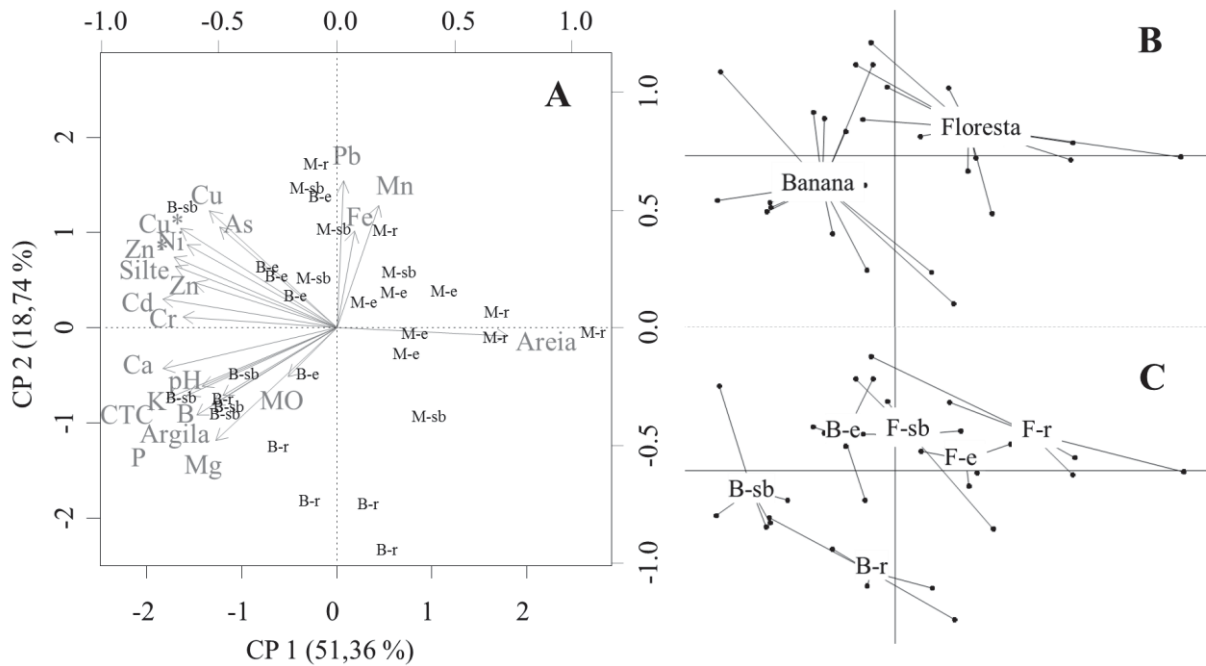 -1.0 -0.5 0.0 0.5 1.0
A
2
1
0
-1
-2
CP 2 (18,74 %)
-2 -1 0 1 2
CP 1 (51,36 %)
1.0
0.5
0.0
-0.5
-1.0
M-r Pb
M-sb
M-e
Mn
Cu
B-sb
As
Fe
M-sb
M-r
Cu*
Ni
Zn*
Silte
Zn
B-e
B-e
M-sb
M-sb
B-e
M-e
M-e
M-e
Cd
Cr
M-r
M-e
M-r
M-r
Areia
M-e
Ca
pH
B-sb
B-e
K
B-sb
B-r
MO
CTC
B
B-sb
B-sb
M-sb
Argila
P
Mg
B-r
B-r
B-r
B-r
B
Floresta
Banana
C
B-e
F-sb
F-r
F-e
B-sb
B-r